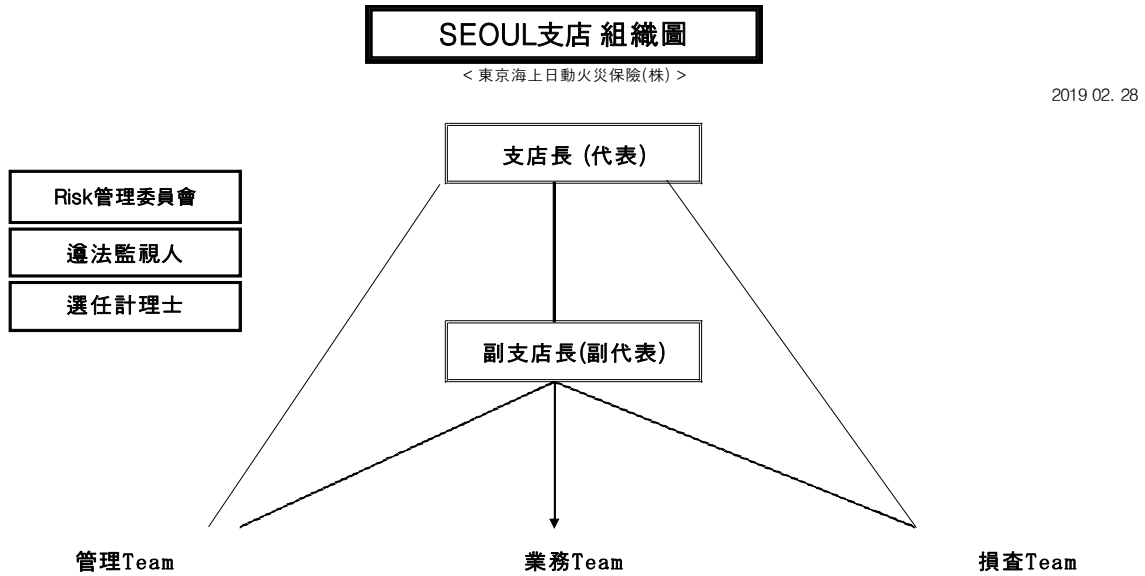 SEOUL支店 組織圖
< 東京海上日動火災保險(株) >
2019 02. 28
支店長 (代表)
Risk管理委員會
遵法監視人
選任計理士
副支店長(副代表)
管理Team
業務Team
損査Team